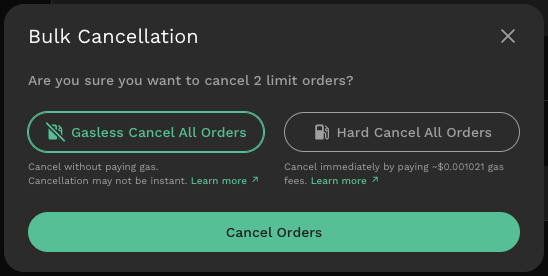 Bulk Cancellation
Are you sure you want to cancel 2 limit orders?
Gasless Cancel All Orders
Cancel without paying gas.
Cancellation may not be instant. Learn more ↗
Hard Cancel All Orders
Cancel immediately by paying ~$0.001021 gas
fees. Learn more ↗
Cancel Orders